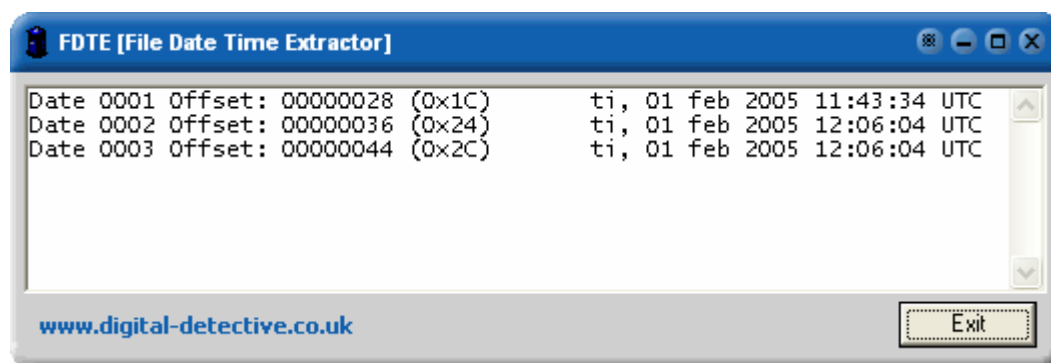 FDTE [File Date Time Extractor]
Date 0001 Offset: 00000028 (0x1C) ti, 01 feb 2005 11:43:34 UTC
Date 0002 Offset: 00000036 (0x24) ti, 01 feb 2005 12:06:04 UTC
Date 0003 Offset: 00000044 (0x2C) ti, 01 feb 2005 12:06:04 UTC
www.digital-detective.co.uk
Exit